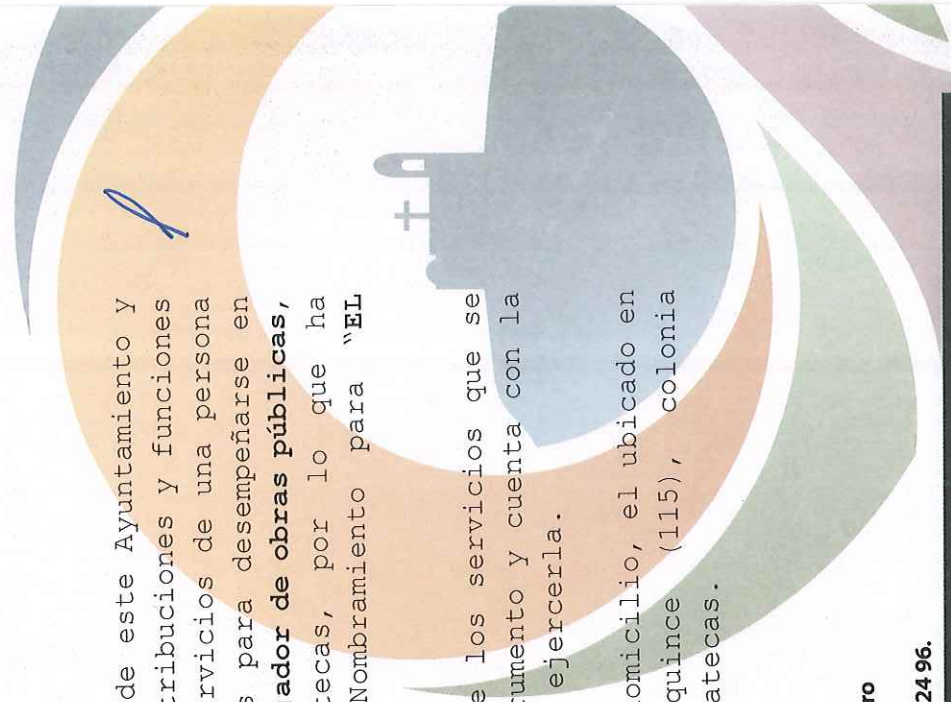 de este Ayuntamiento y
tribuciones y funciones
rvicios de una persona
s para desempeñarse en
gador de obras públicas,
tecas, por lo que ha
Nombramiento para "EL
e los servicios que se
rumento y cuenta con la
ejercerla.
omicilio, el ubicado en
quince (115), colonia
atecas.
ro
24 96.